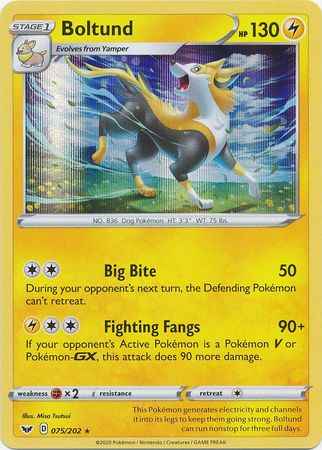 STAGE 1 Boltund HP 130
Evolves from Yamper
NO. 836 Dog Pokémon HT: 3'3" WT: 75 lbs.
Big Bite 50
During your opponent's next turn, the Defending Pokémon
can't retreat.
Fighting Fangs 90+
If your opponent's Active Pokémon is a Pokémon V or
Pokémon-GX, this attack does 90 more damage.
weakness ×2 resistance retreat
Illus. Misa Tsutsui
D 075/202 ★
This Pokémon generates electricity and channels
it into its legs to keep them going strong. Boltund
can run nonstop for three full days.
©2020 Pokémon / Nintendo / Creatures / GAME FREAK